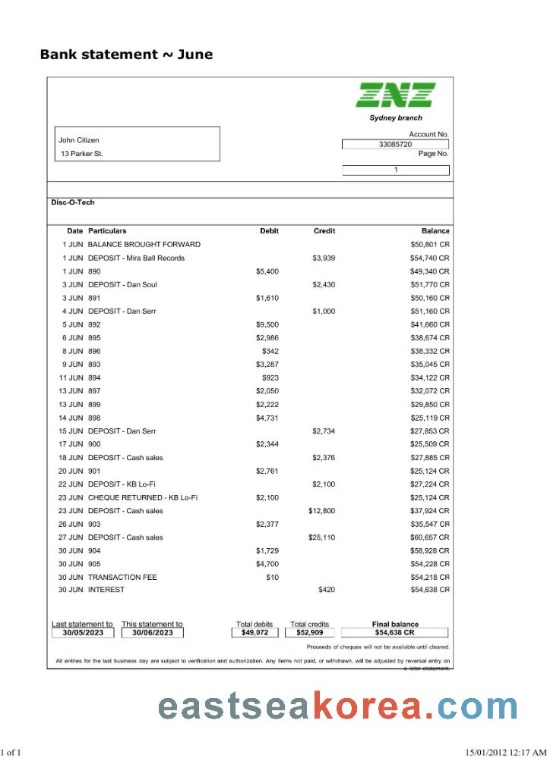 Bank statement ~ June
ZNZ
Sydney branch
Account No.
John Citizen
33085720
13 Parker St.
Page No.
1
Disc-O-Tech
Date Particulars Debit Credit Balance
1 JUN BALANCE BROUGHT FORWARD $50,801 CR
1 JUN DEPOSIT - Mira Ball Records $3,939 $54,740 CR
1 JUN 890 $5,400 $49,340 CR
3 JUN DEPOSIT - Dan Soul $2,430 $51,770 CR
3 JUN 891 $1,610 $50,160 CR
4 JUN DEPOSIT - Dan Serr $1,000 $51,160 CR
5 JUN 892 $9,500 $41,660 CR
6 JUN 895 $2,986 $38,674 CR
8 JUN 896 $342 $38,332 CR
9 JUN 893 $3,287 $35,045 CR
11 JUN 894 $923 $34,122 CR
13 JUN 897 $2,050 $32,072 CR
13 JUN 899 $2,222 $29,850 CR
14 JUN 898 $4,731 $25,119 CR
15 JUN DEPOSIT - Dan Serr $2,734 $27,853 CR
17 JUN 900 $2,344 $25,509 CR
18 JUN DEPOSIT - Cash sales $2,376 $27,885 CR
20 JUN 901 $2,761 $25,124 CR
22 JUN DEPOSIT - KB Lo-Fi $2,100 $27,224 CR
23 JUN CHEQUE RETURNED - KB Lo-Fi $2,100 $25,124 CR
23 JUN DEPOSIT - Cash sales $12,800 $37,924 CR
26 JUN 903 $2,377 $35,547 CR
27 JUN DEPOSIT - Cash sales $25,110 $60,657 CR
30 JUN 904 $1,729 $58,928 CR
30 JUN 905 $4,700 $54,228 CR
30 JUN TRANSACTION FEE $10 $54,218 CR
30 JUN INTEREST $420 $54,638 CR
Last statement to This statement to Total debits Total credits Final balance
30/05/2023 30/06/2023 $49,072 $52,909 $54,638 CR
Proceeds of cheques will not be available until cleared.
All entries for the last business day are subject to verification and authorization. Any items not paid, or withdrawn, will be adjusted by reversal entry on
a later statement.
eastseakorea.com
1 of 1 15/01/2012 12:17 AM